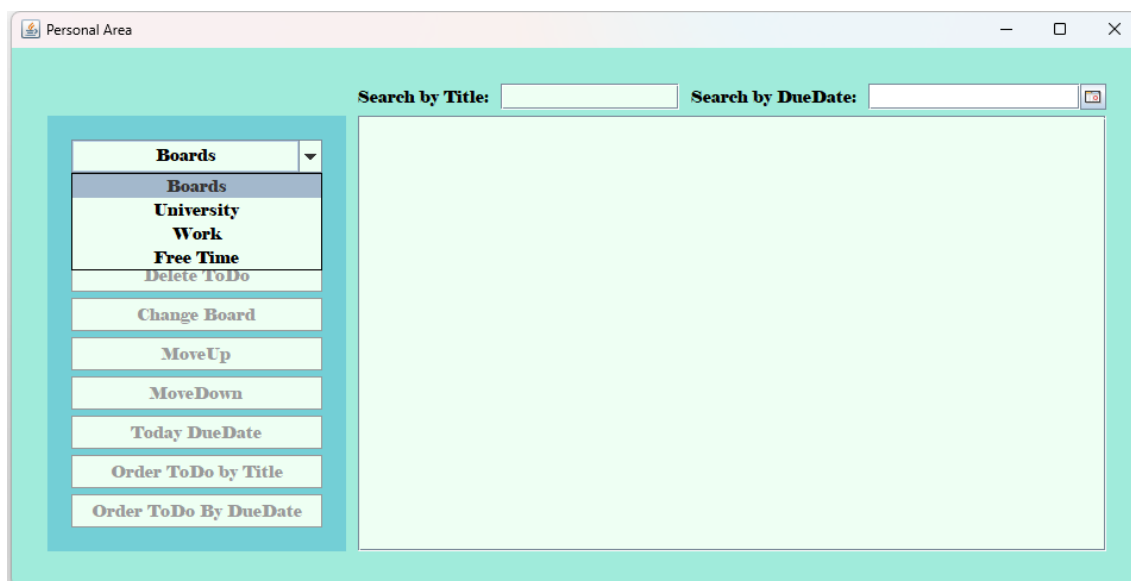 Personal Area
Search by Title: Search by DueDate:
Boards
Boards
University
Work
Free Time
Delete ToDo
Change Board
MoveUp
MoveDown
Today DueDate
Order ToDo by Title
Order ToDo By DueDate